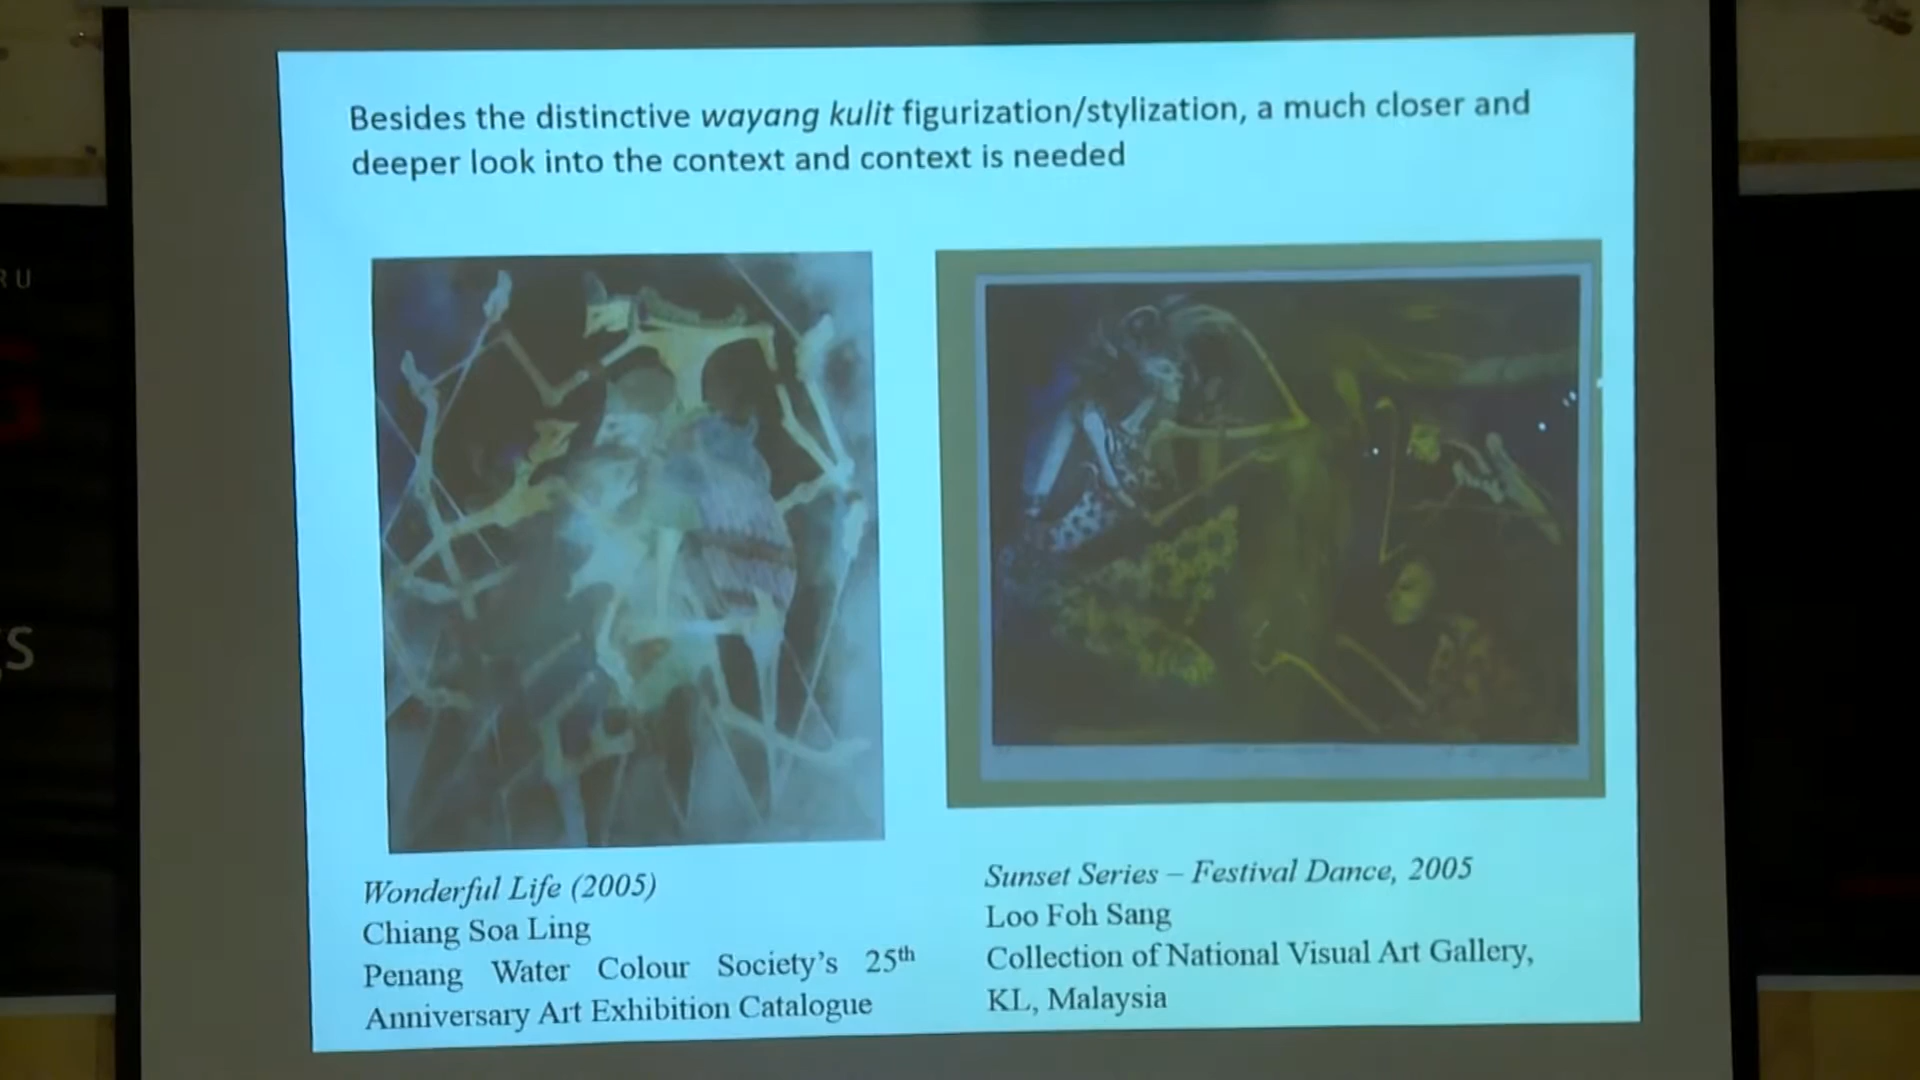 Besides the distinctive wayang kulit figurization/stylization, a much closer and
deeper look into the context and context is needed
RU
S
Wonderful Life (2005)
Chiang Soa Ling
Penang Water Colour Society's 25th
Anniversary Art Exhibition Catalogue
Sunset Series – Festival Dance, 2005
Loo Foh Sang
Collection of National Visual Art Gallery,
KL, Malaysia